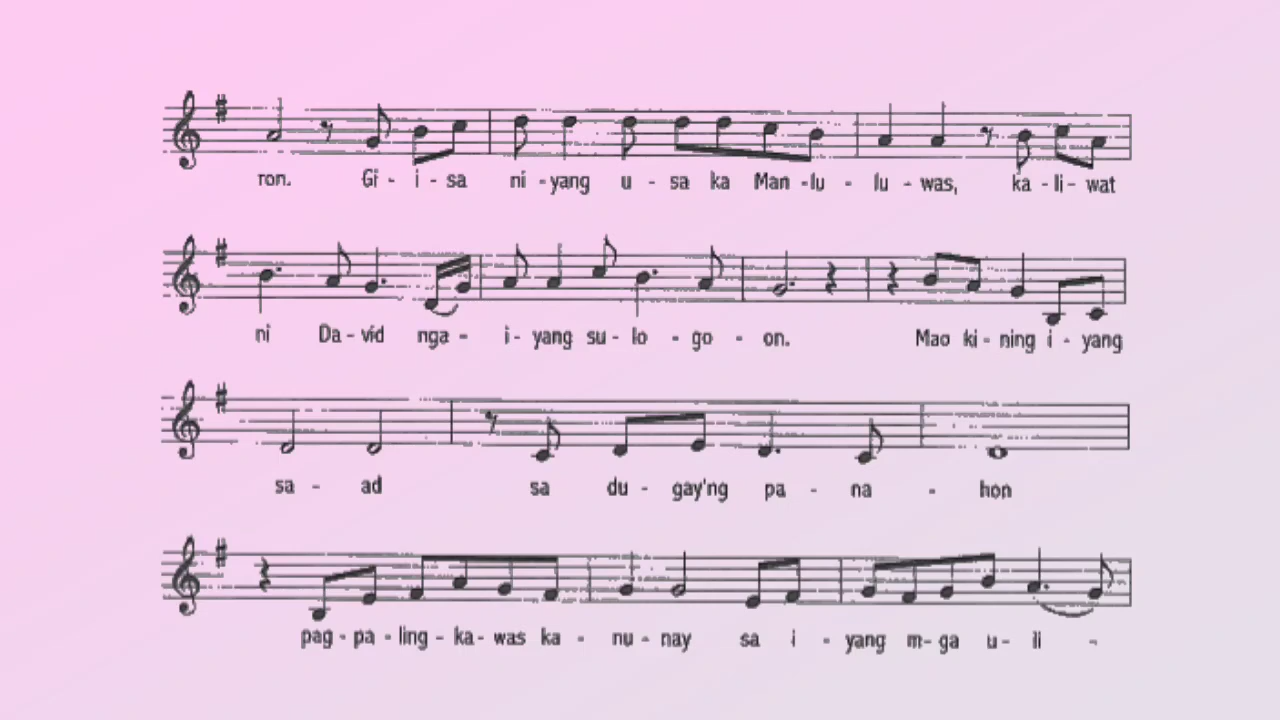 ron. Gi - i - sa ni - yang u - sa ka Man - lu - lu - was, ka - li - wat
ni Da - vid nga - i - yang su - lo - go - on. Mao ki - ning i - yang
sa - ad sa du - gay'ng pa - na - hon
pag - pa - ling - ka - was ka - nu - nay sa i - yang m - ga u - li -